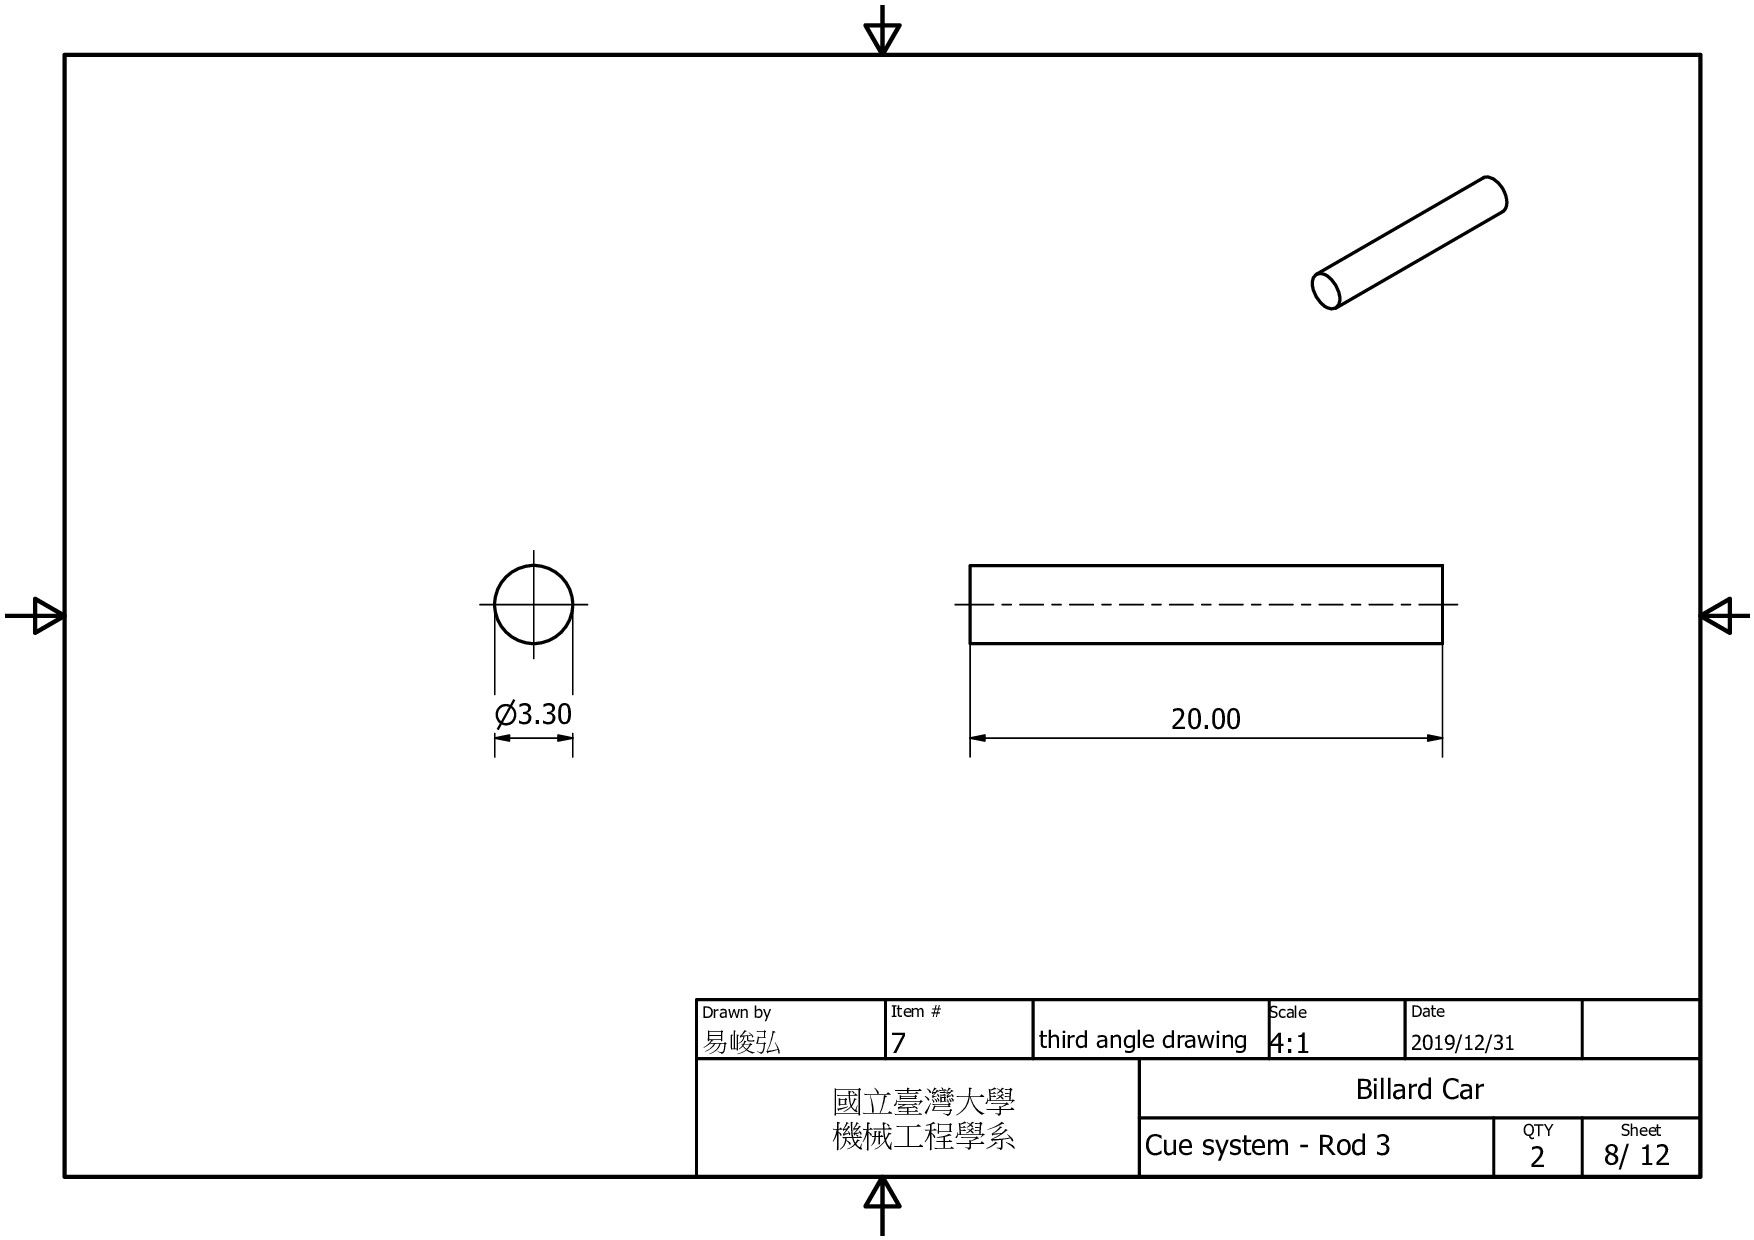 Ø3.30
20.00
Drawn by
易峻弘
Item #
7
third angle drawing
Scale
4:1
Date
2019/12/31
國立臺灣大學
機械工程學系
Billard Car
Cue system - Rod 3
QTY
2
Sheet
8/ 12